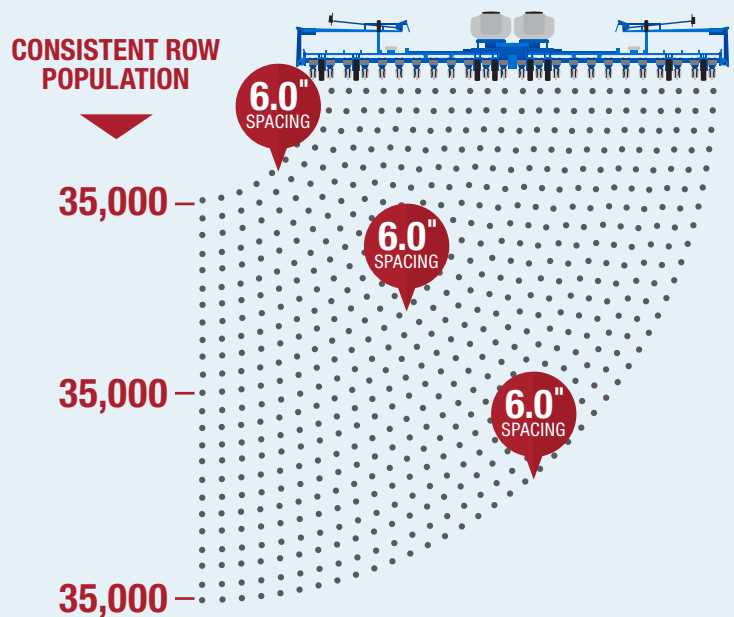 CONSISTENT ROW
POPULATION
6.0"
SPACING
35,000
6.0"
SPACING
35,000
6.0"
SPACING
35,000